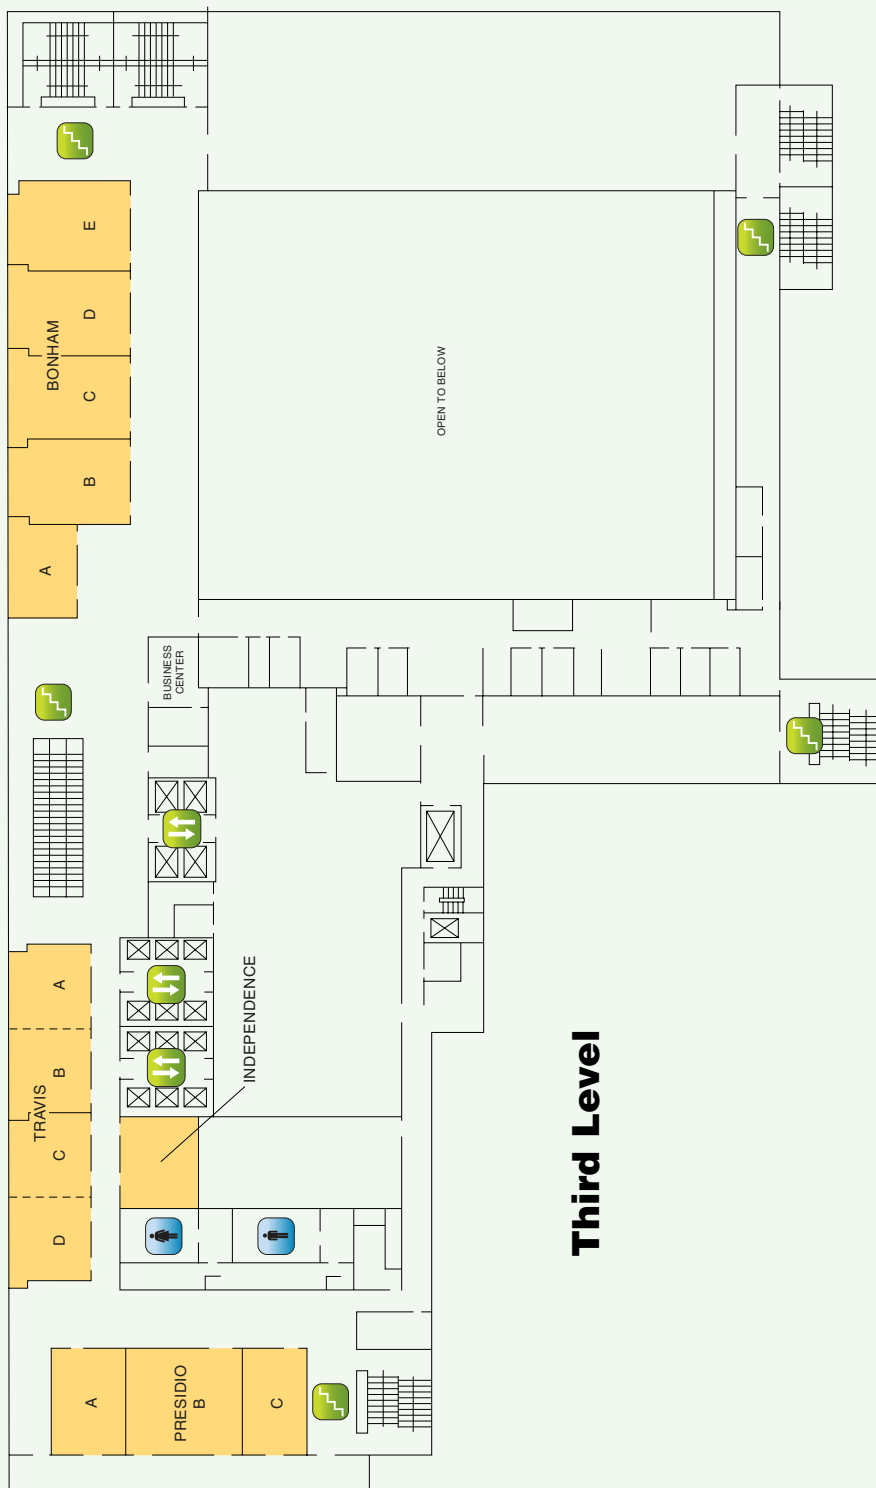 E
D
BONHAM
C
B
A
OPEN TO BELOW
BUSINESS
CENTER
A
B
TRAVIS
C
D
INDEPENDENCE
A
PRESIDIO
B
C
Third Level